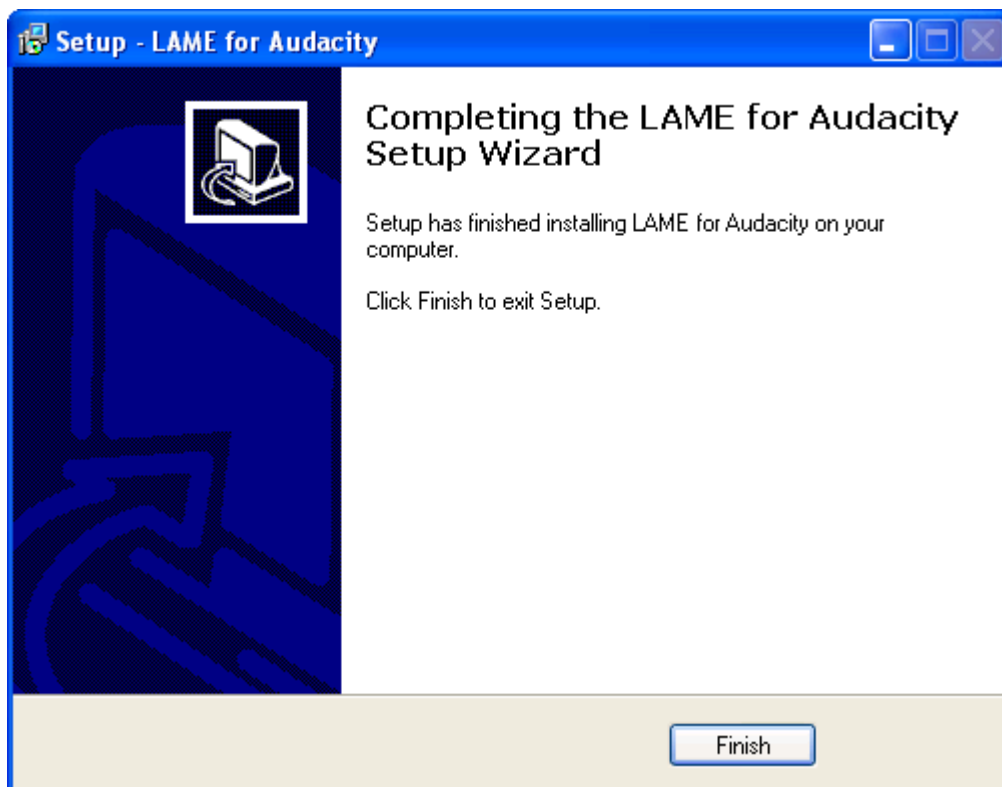 Setup - LAME for Audacity
Completing the LAME for Audacity
Setup Wizard
Setup has finished installing LAME for Audacity on your
computer.
Click Finish to exit Setup.
Finish